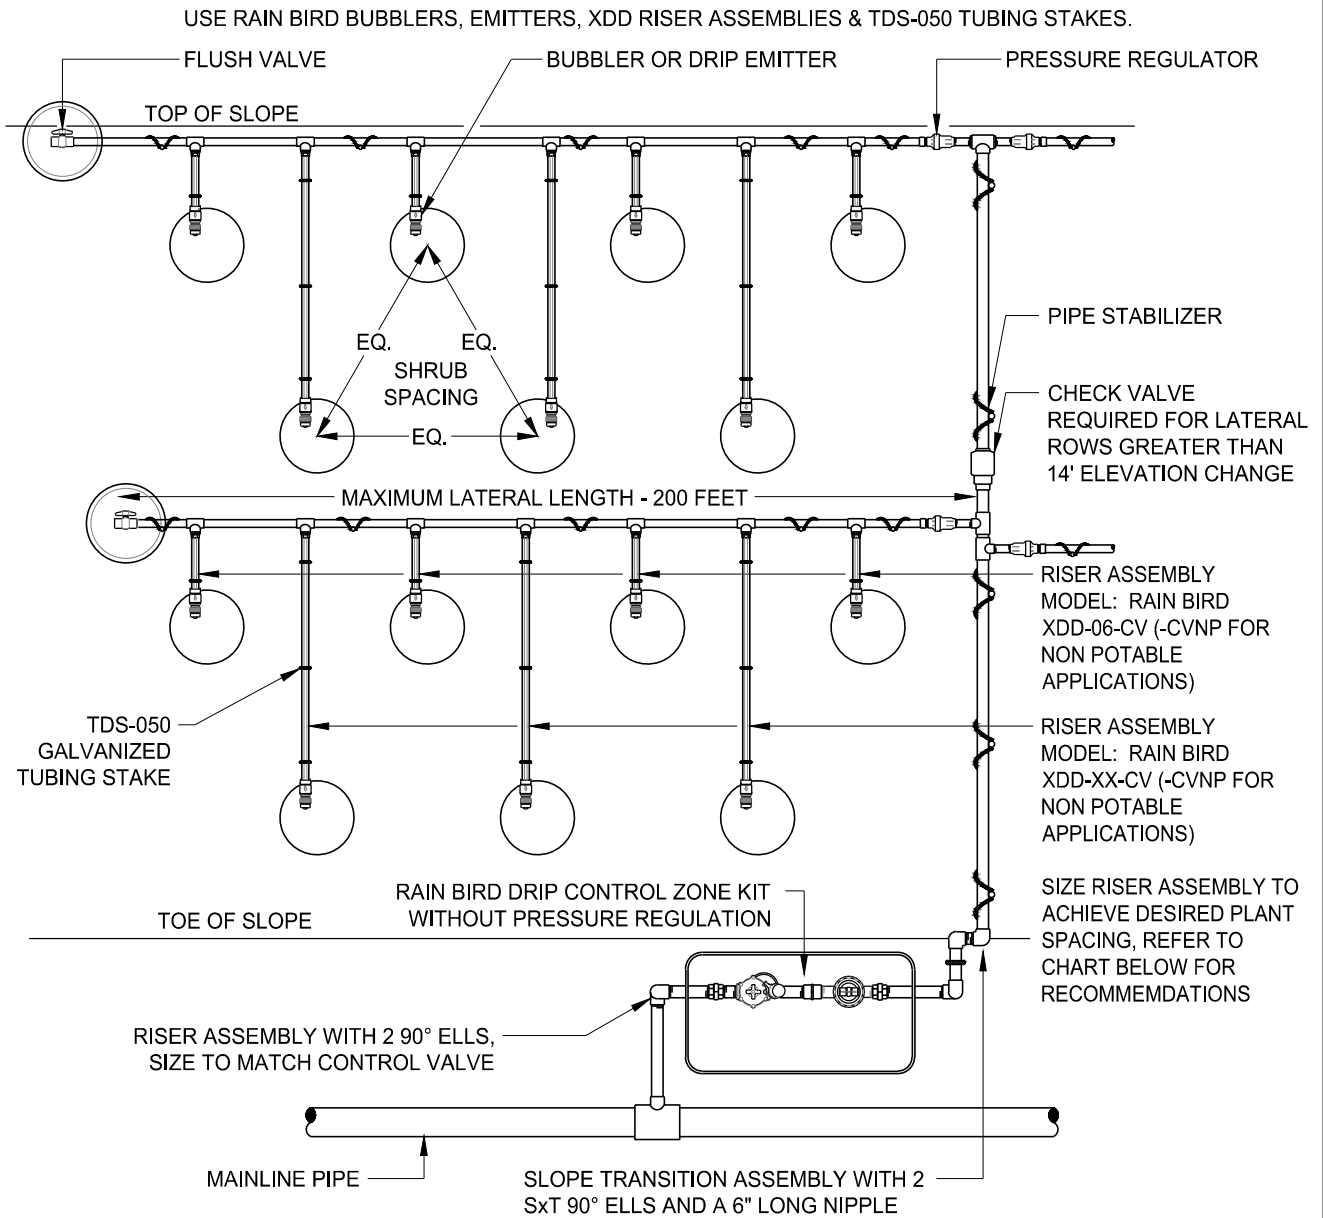 USE RAIN BIRD BUBBLERS, EMITTERS, XDD RISER ASSEMBLIES & TDS-050 TUBING STAKES.
FLUSH VALVE
BUBBLER OR DRIP EMITTER
PRESSURE REGULATOR
TOP OF SLOPE
PIPE STABILIZER
EQ.
EQ.
SHRUB
SPACING
EQ.
CHECK VALVE
REQUIRED FOR LATERAL
ROWS GREATER THAN
14' ELEVATION CHANGE
MAXIMUM LATERAL LENGTH - 200 FEET
RISER ASSEMBLY
MODEL: RAIN BIRD
XDD-06-CV (-CVNP FOR
NON POTABLE
APPLICATIONS)
TDS-050
GALVANIZED
TUBING STAKE
RISER ASSEMBLY
MODEL: RAIN BIRD
XDD-XX-CV (-CVNP FOR
NON POTABLE
APPLICATIONS)
RAIN BIRD DRIP CONTROL ZONE KIT
WITHOUT PRESSURE REGULATION
TOE OF SLOPE
SIZE RISER ASSEMBLY TO
ACHIEVE DESIRED PLANT
SPACING, REFER TO
CHART BELOW FOR
RECOMMEMDATIONS
RISER ASSEMBLY WITH 2 90° ELLS,
SIZE TO MATCH CONTROL VALVE
MAINLINE PIPE
SLOPE TRANSITION ASSEMBLY WITH 2
SxT 90° ELLS AND A 6" LONG NIPPLE